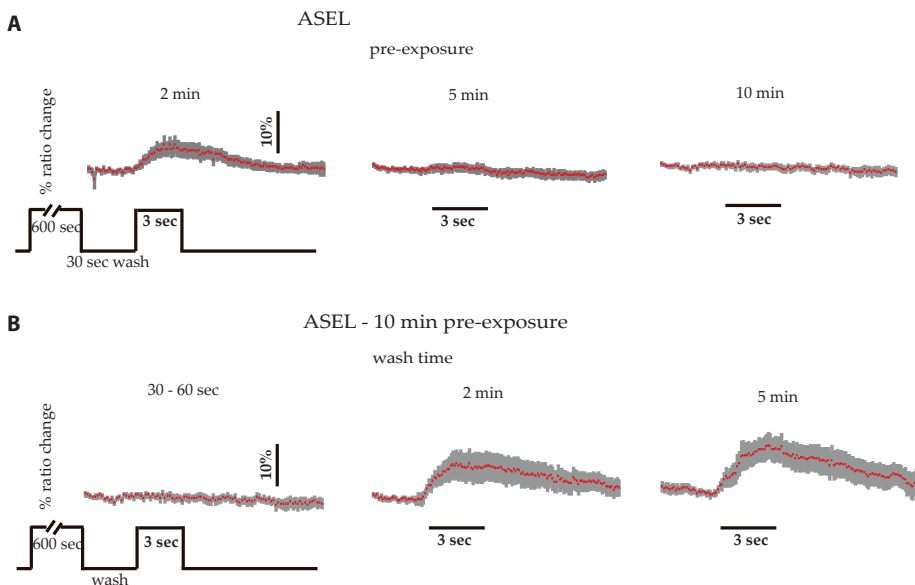 A
ASEL
pre-exposure
2 min
5 min
10 min
% ratio change
10%
600 sec
3 sec
30 sec wash
3 sec
3 sec
B
ASEL - 10 min pre-exposure
wash time
30 - 60 sec
2 min
5 min
% ratio change
10%
600 sec
3 sec
wash
3 sec
3 sec